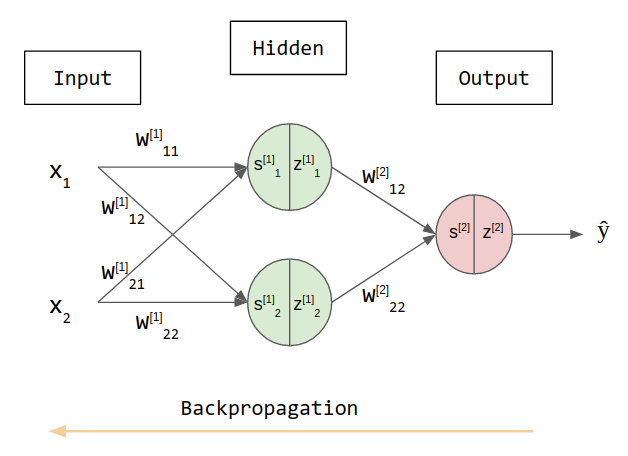 Hidden
Input
Output
W[1]11
x1
s[1]1 z[1]1
W[2]12
W[1]12
s[2] z[2]
ŷ
W[1]21
x2
s[1]2 z[1]2
W[2]22
W[1]22
Backpropagation